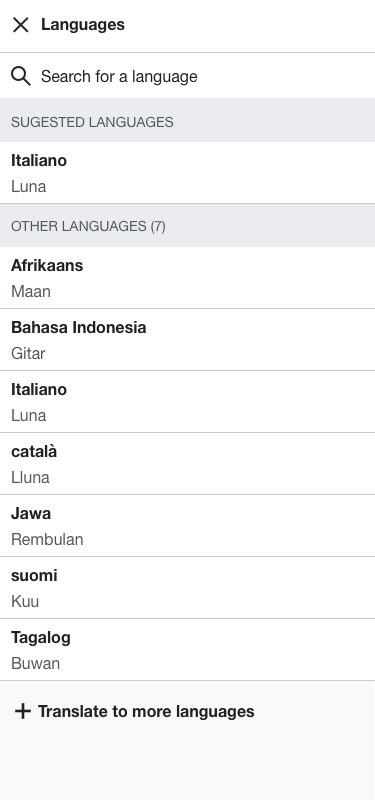 Languages
Search for a language
SUGESTED LANGUAGES
Italiano
Luna
OTHER LANGUAGES (7)
Afrikaans
Maan
Bahasa Indonesia
Gitar
Italiano
Luna
català
Lluna
Jawa
Rembulan
suomi
Kuu
Tagalog
Buwan
Translate to more languages